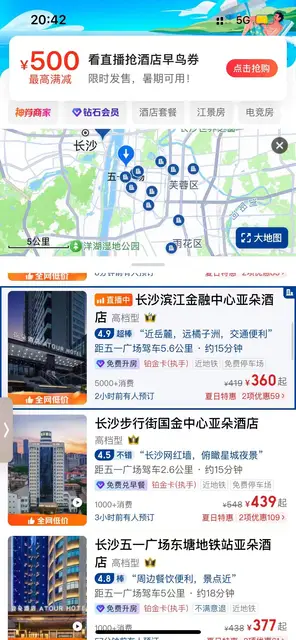 20:42
5G
¥500
最高满减
看直播抢酒店早鸟券
限时发售，暑期可用！
点击抢购
神券商家
钻石会员
酒店套餐
江景房
电竞房
长沙
芙蓉区
雨花区
5公里
洋湖湿地公园
大地图
全网低价
直播中 长沙滨江金融中心亚朵酒店
高档型
4.9 超棒 “近岳麓，远橘子洲，交通便利”
距五一广场驾车5.6公里 · 约15分钟
免费升房 铂金卡(执手) 近地铁 免费停车场
5000+消费
¥419 ¥360起
2小时前有人预订
夏日特惠 2项优惠59
ATOUR HOTEL
全网低价
长沙步行街国金中心亚朵酒店
高档型
4.5 不错 “长沙网红墙，俯瞰星城夜景”
距五一广场驾车2.6公里 · 约15分钟
免费兑早餐 铂金卡(执手) 近地铁 免费停车
1000+消费
¥548 ¥439起
3小时前有人预订
夏日特惠 2项优惠109
全网低价
长沙五一广场东塘地铁站亚朵酒店
高档型
4.8 棒 “周边餐饮便利，景点近”
距五一广场驾车5公里 · 约18分钟
免费升房 铂金卡(执手) 不满意退 近地铁
1000+消费
¥438 ¥377起